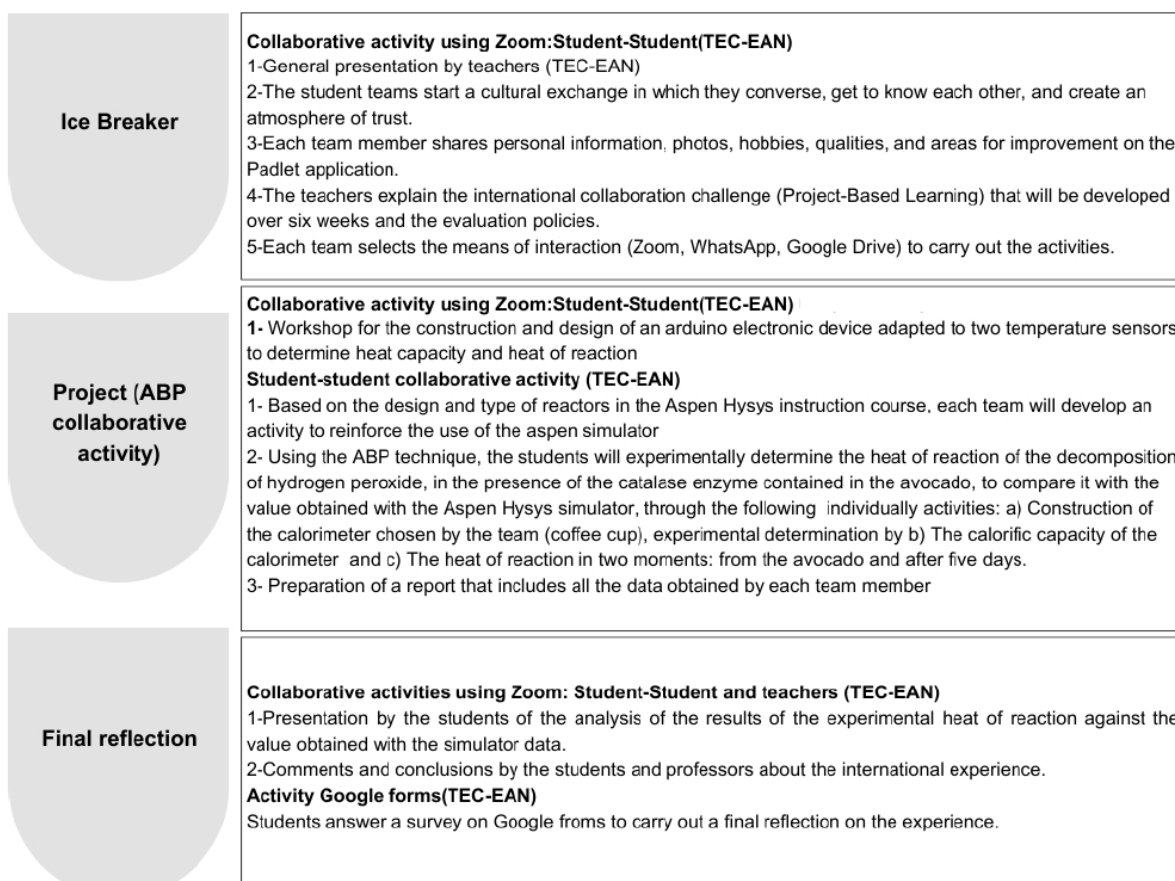 Ice Breaker
Collaborative activity using Zoom:Student-Student(TEC-EAN)
1-General presentation by teachers (TEC-EAN)
2-The student teams start a cultural exchange in which they converse, get to know each other, and create an
atmosphere of trust.
3-Each team member shares personal information, photos, hobbies, qualities, and areas for improvement on the
Padlet application.
4-The teachers explain the international collaboration challenge (Project-Based Learning) that will be developed
over six weeks and the evaluation policies.
5-Each team selects the means of interaction (Zoom, WhatsApp, Google Drive) to carry out the activities.
Project (ABP
collaborative
activity)
Collaborative activity using Zoom:Student-Student(TEC-EAN)
1- Workshop for the construction and design of an arduino electronic device adapted to two temperature sensors
to determine heat capacity and heat of reaction
Student-student collaborative activity (TEC-EAN)
1- Based on the design and type of reactors in the Aspen Hysys instruction course, each team will develop an
activity to reinforce the use of the aspen simulator
2- Using the ABP technique, the students will experimentally determine the heat of reaction of the decomposition
of hydrogen peroxide, in the presence of the catalase enzyme contained in the avocado, to compare it with the
value obtained with the Aspen Hysys simulator, through the following individually activities: a) Construction of
the calorimeter chosen by the team (coffee cup), experimental determination by b) The calorific capacity of the
calorimeter and c) The heat of reaction in two moments: from the avocado and after five days.
3- Preparation of a report that includes all the data obtained by each team member
Final reflection
Collaborative activities using Zoom: Student-Student and teachers (TEC-EAN)
1-Presentation by the students of the analysis of the results of the experimental heat of reaction against the
value obtained with the simulator data.
2-Comments and conclusions by the students and professors about the international experience.
Activity Google forms(TEC-EAN)
Students answer a survey on Google froms to carry out a final reflection on the experience.